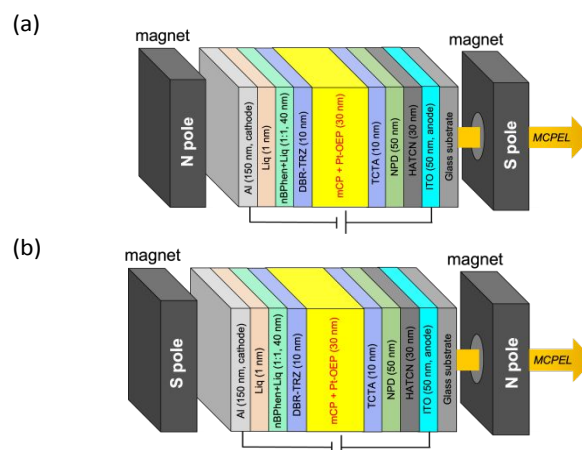 (a)
magnet
magnet
N pole
Al (150 nm, cathode)
Liq (1 nm)
nBPhen+Liq (1:1, 40 nm)
DBR-TRZ (10 nm)
mCP + Pt-OEP (30 nm)
TCTA (10 nm)
NPD (50 nm)
HATCN (30 nm)
ITO (50 nm, anode)
Glass substrate
S pole
MCPEL
(b)
magnet
magnet
S pole
Al (150 nm, cathode)
Liq (1 nm)
nBPhen+Liq (1:1, 40 nm)
DBR-TRZ (10 nm)
mCP + Pt-OEP (30 nm)
TCTA (10 nm)
NPD (50 nm)
HATCN (30 nm)
ITO (50 nm, anode)
Glass substrate
N pole
MCPEL